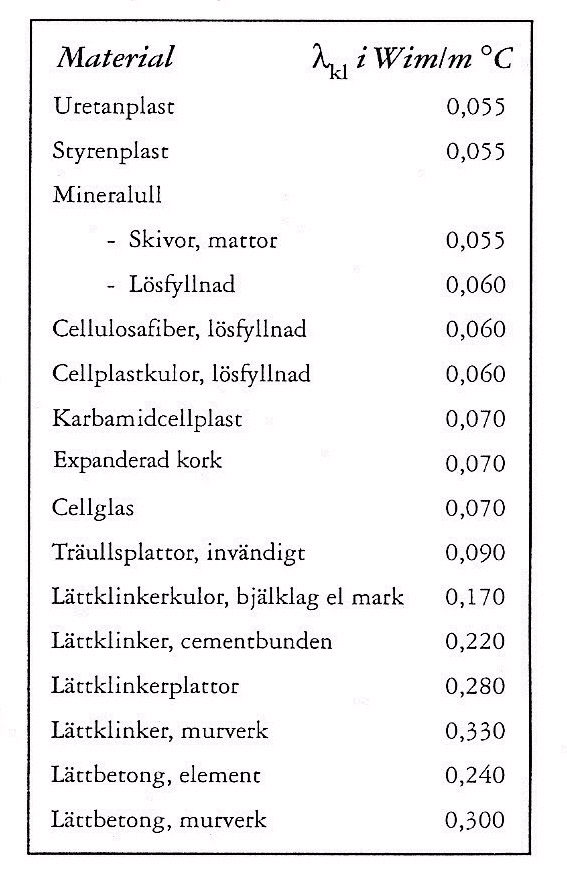 Material λkl i Wim/m °C
Uretanplast 0,055
Styrenplast 0,055
Mineralull
- Skivor, mattor 0,055
- Lösfyllnad 0,060
Cellulosafiber, lösfyllnad 0,060
Cellplastkulor, lösfyllnad 0,060
Karbamidcellplast 0,070
Expanderad kork 0,070
Cellglas 0,070
Träullsplattor, invändigt 0,090
Lättklinkerkulor, bjälklag el mark 0,170
Lättklinker, cementbunden 0,220
Lättklinkerplattor 0,280
Lättklinker, murverk 0,330
Lättbetong, element 0,240
Lättbetong, murverk 0,300